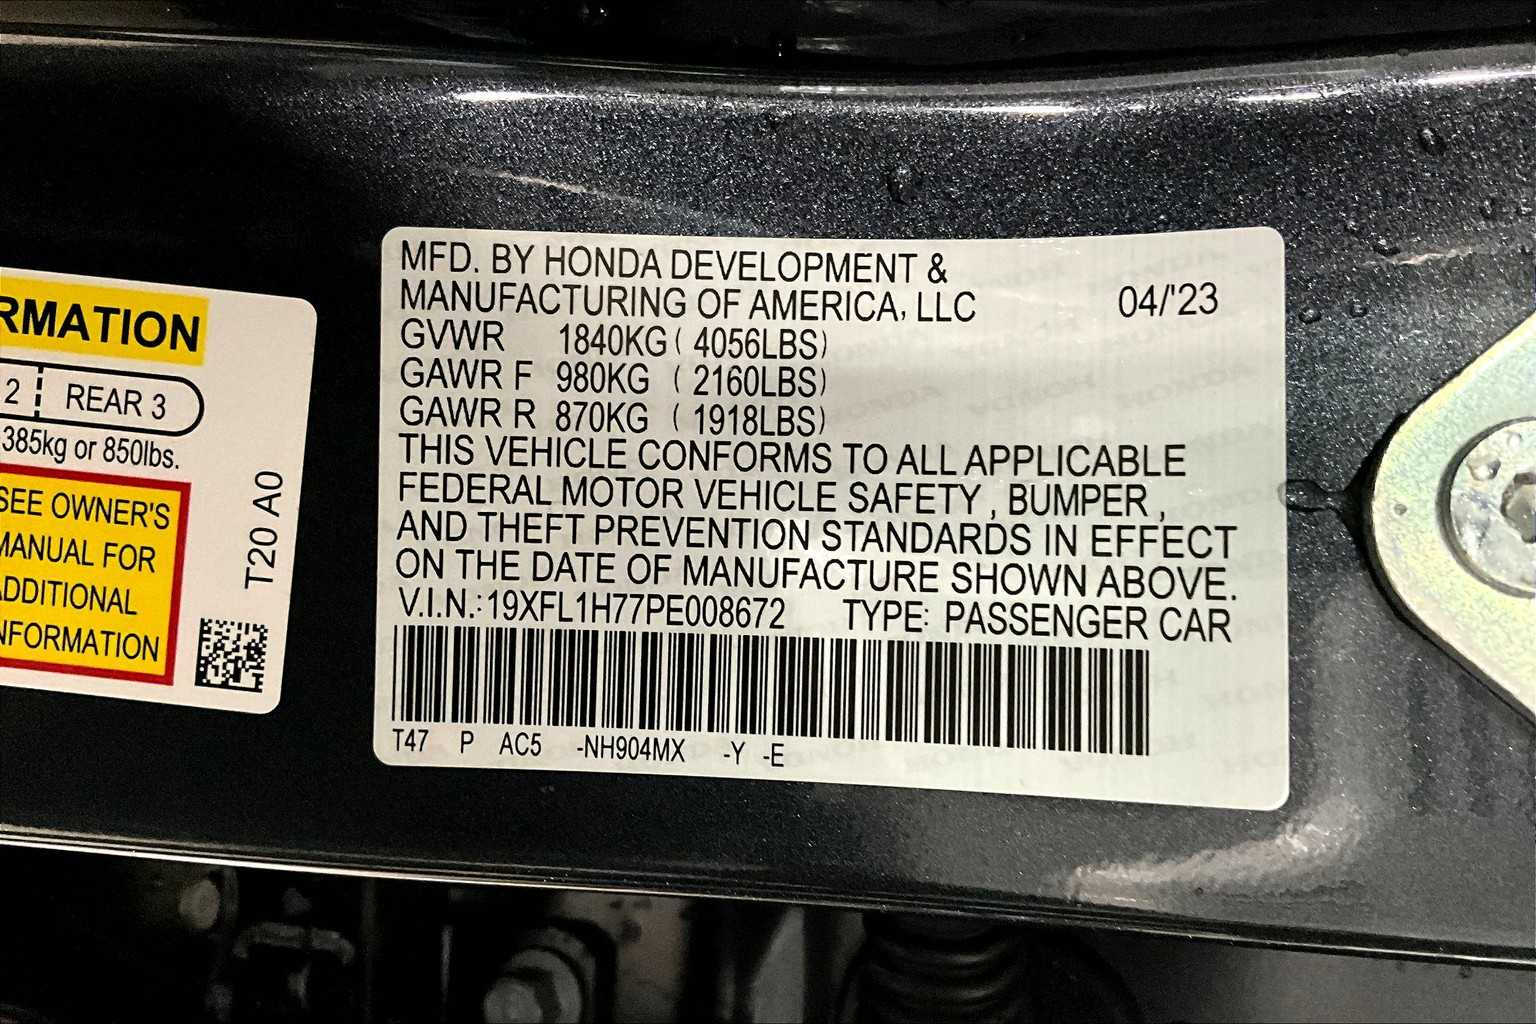 RMATION
2 REAR 3
385kg or 850lbs.
SEE OWNER'S
MANUAL FOR
ADDITIONAL
INFORMATION
T20 A0
MFD. BY HONDA DEVELOPMENT &
MANUFACTURING OF AMERICA, LLC 04/'23
GVWR 1840KG ( 4056LBS)
GAWR F 980KG ( 2160LBS)
GAWR R 870KG ( 1918LBS)
THIS VEHICLE CONFORMS TO ALL APPLICABLE
FEDERAL MOTOR VEHICLE SAFETY , BUMPER ,
AND THEFT PREVENTION STANDARDS IN EFFECT
ON THE DATE OF MANUFACTURE SHOWN ABOVE.
V.I.N.: 19XFL1H77PE008672 TYPE: PASSENGER CAR
T47 P AC5 -NH904MX -Y -E